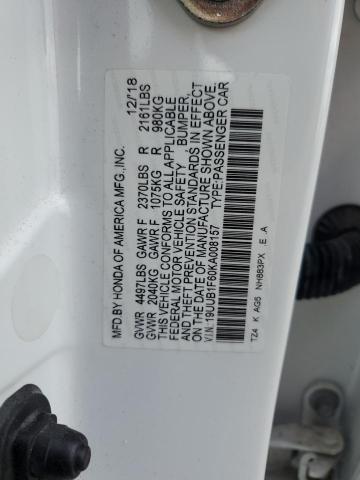 MFD BY HONDA OF AMERICA MFG., INC. 12/'18
GVWR 4497LBS GAWR F 2370LBS R 2161LBS
GVWR 2040KG GAWR F 1075KG R 980KG
THIS VEHICLE CONFORMS TO ALL APPLICABLE
FEDERAL MOTOR VEHICLE SAFETY, BUMPER,
AND THEFT PREVENTION STANDARDS IN EFFECT
ON THE DATE OF MANUFACTURE SHOWN ABOVE.
V.I.N. 19UUB1F60KA008157 TYPE:PASSENGER CAR
TZ4 K AG5 NH883PX E .A